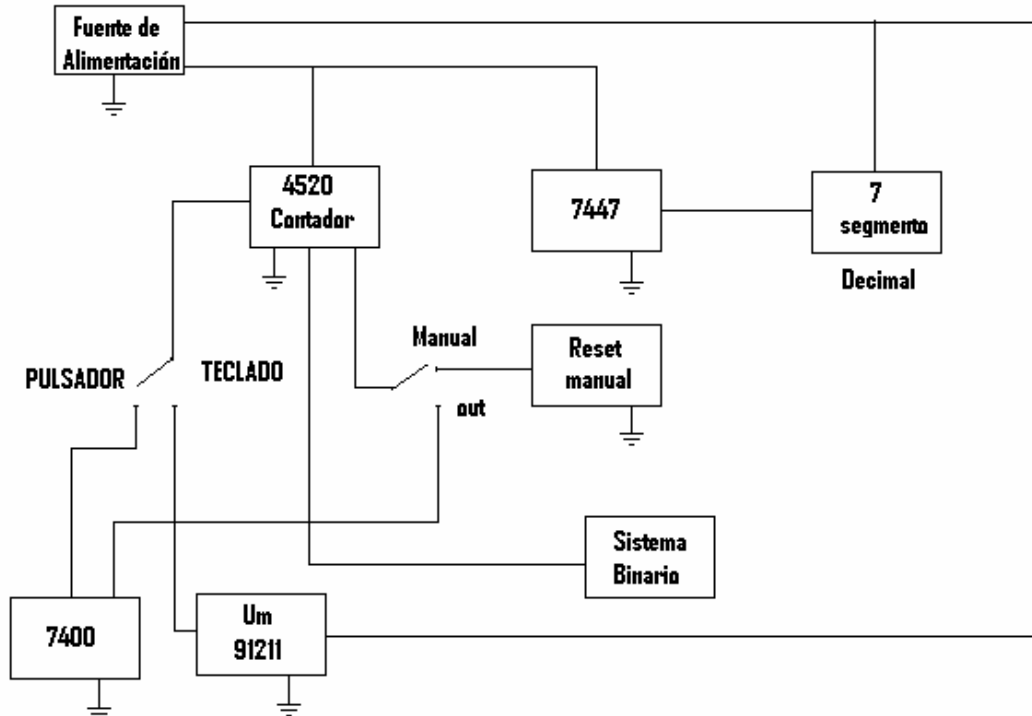 Fuente de
Alimentación
4520
Contador
7447
7
segmento
Decimal
Manual
Reset
manual
PULSADOR
TECLADO
out
Sistema
Binario
7400
Um
91211